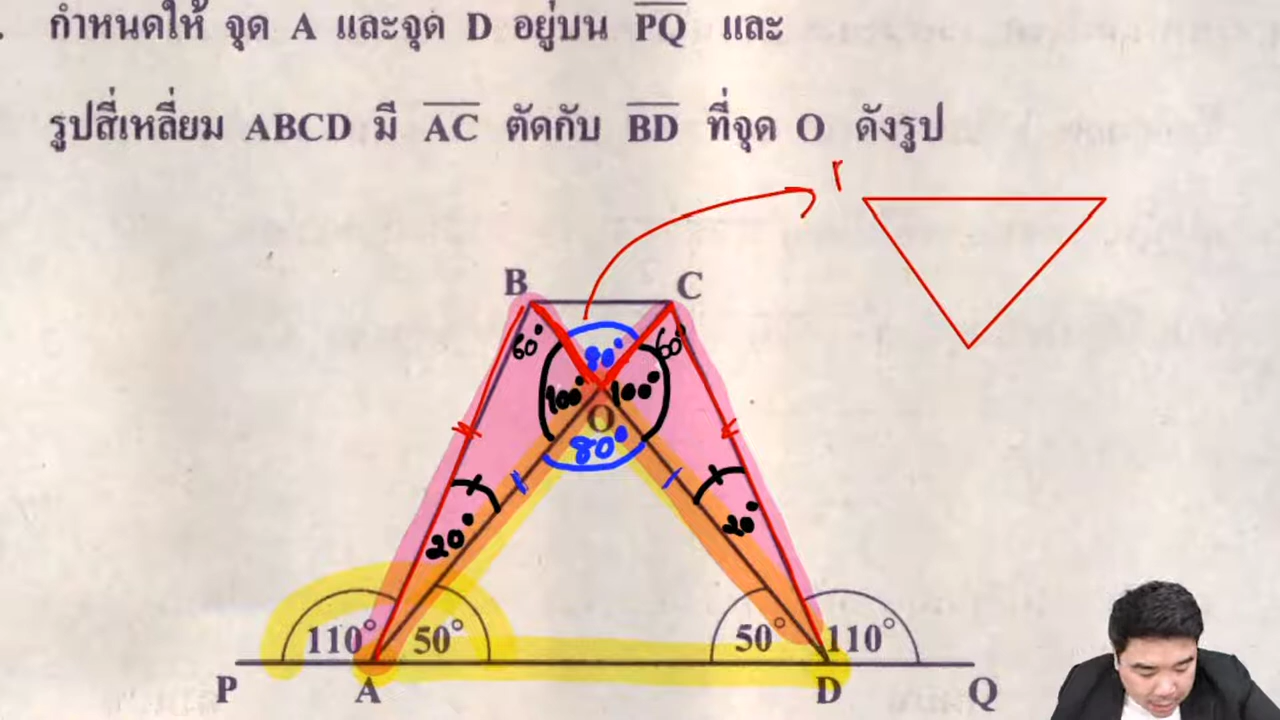 กำหนดให้ จุด A และจุด D อยู่บน PQ และ
รูปสี่เหลี่ยม ABCD มี AC ตัดกับ BD ที่จุด O ดังรูป
B C
60° 80° 60°
100° 100°
O
80°
20° 20°
110° 50° 50° 110°
P A D Q